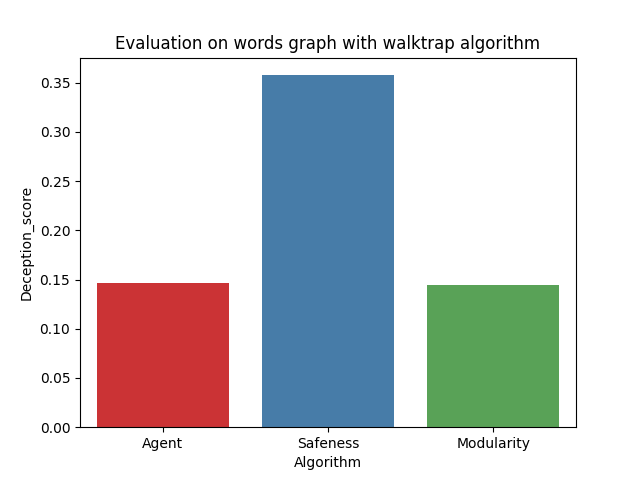 Evaluation on words graph with walktrap algorithm
Deception_score
0.35
0.30
0.25
0.20
0.15
0.10
0.05
0.00
Agent Safeness Modularity
Algorithm